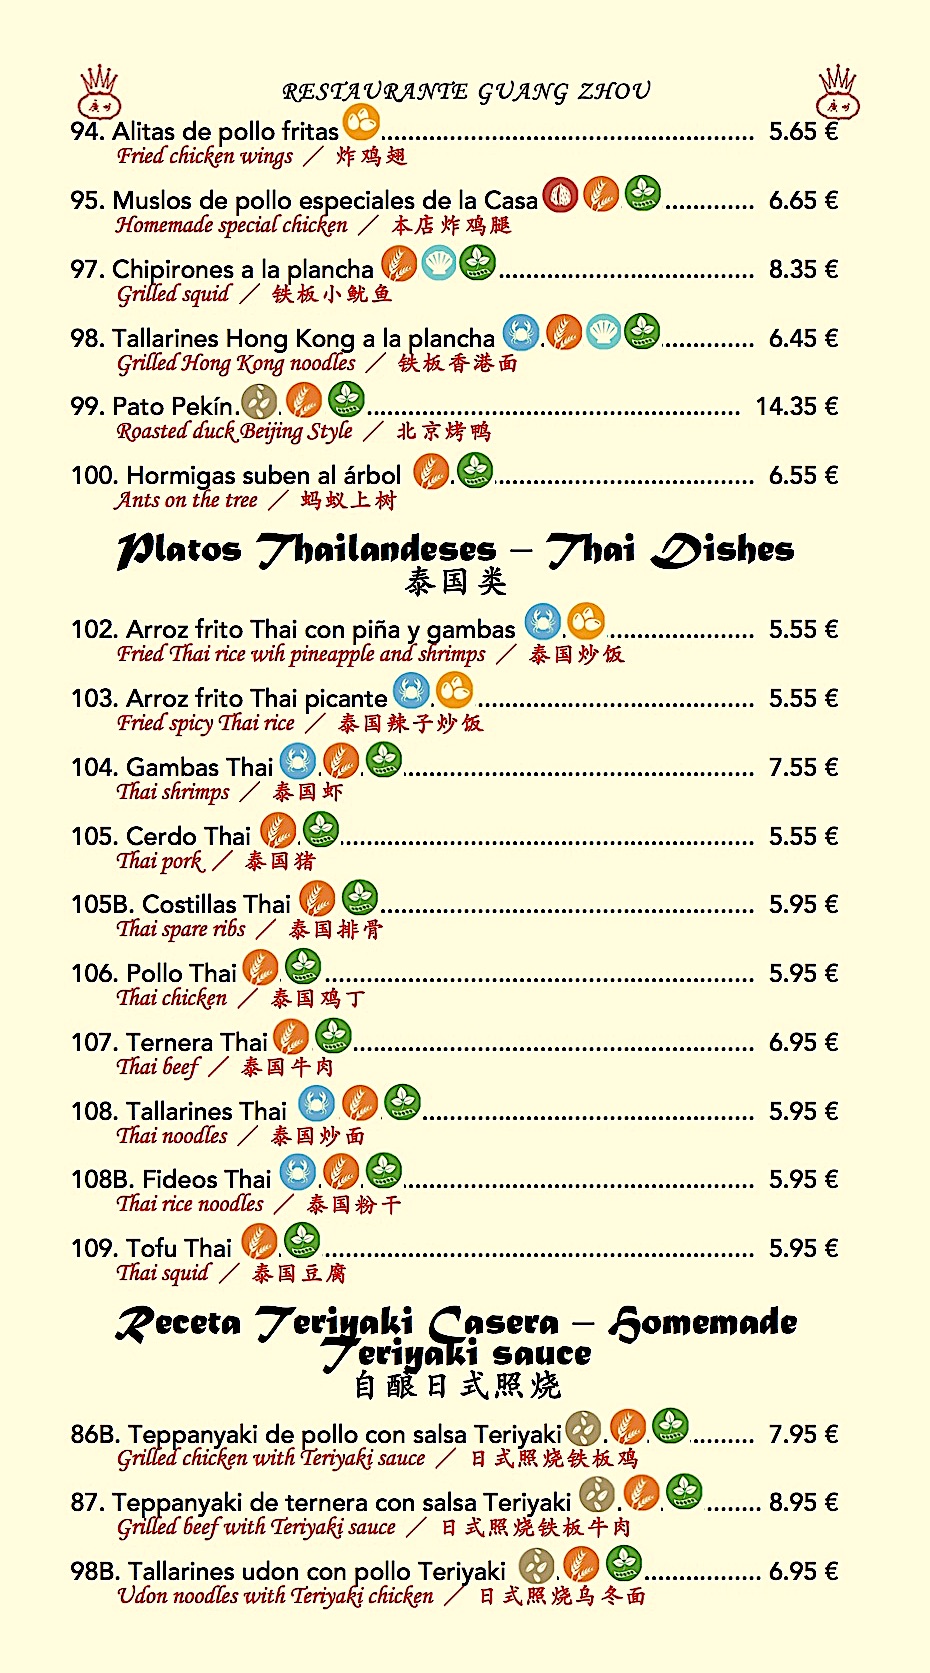 RESTAURANTE GUANG ZHOU
94. Alitas de pollo fritas 5.65 €
Fried chicken wings / 炸鸡翅
95. Muslos de pollo especiales de la Casa 6.65 €
Homemade special chicken / 本店炸鸡腿
97. Chipirones a la plancha 8.35 €
Grilled squid / 铁板小鱿鱼
98. Tallarines Hong Kong a la plancha 6.45 €
Grilled Hong Kong noodles / 铁板香港面
99. Pato Pekín 14.35 €
Roasted duck Beijing Style / 北京烤鸭
100. Hormigas suben al árbol 6.55 €
Ants on the tree / 蚂蚁上树
Platos Thailandeses – Thai Dishes
泰国类
102. Arroz frito Thai con piña y gambas 5.55 €
Fried Thai rice wih pineapple and shrimps / 泰国炒饭
103. Arroz frito Thai picante 5.55 €
Fried spicy Thai rice / 泰国辣子炒饭
104. Gambas Thai 7.55 €
Thai shrimps / 泰国虾
105. Cerdo Thai 5.55 €
Thai pork / 泰国猪
105B. Costillas Thai 5.95 €
Thai spare ribs / 泰国排骨
106. Pollo Thai 5.95 €
Thai chicken / 泰国鸡丁
107. Ternera Thai 6.95 €
Thai beef / 泰国牛肉
108. Tallarines Thai 5.95 €
Thai noodles / 泰国炒面
108B. Fideos Thai 5.95 €
Thai rice noodles / 泰国粉干
109. Tofu Thai 5.95 €
Thai squid / 泰国豆腐
Receta Teriyaki Casera – Homemade
Teriyaki sauce
自酿日式照烧
86B. Teppanyaki de pollo con salsa Teriyaki 7.95 €
Grilled chicken with Teriyaki sauce / 日式照烧铁板鸡
87. Teppanyaki de ternera con salsa Teriyaki 8.95 €
Grilled beef with Teriyaki sauce / 日式照烧铁板牛肉
98B. Tallarines udon con pollo Teriyaki 6.95 €
Udon noodles with Teriyaki chicken / 日式照烧乌冬面